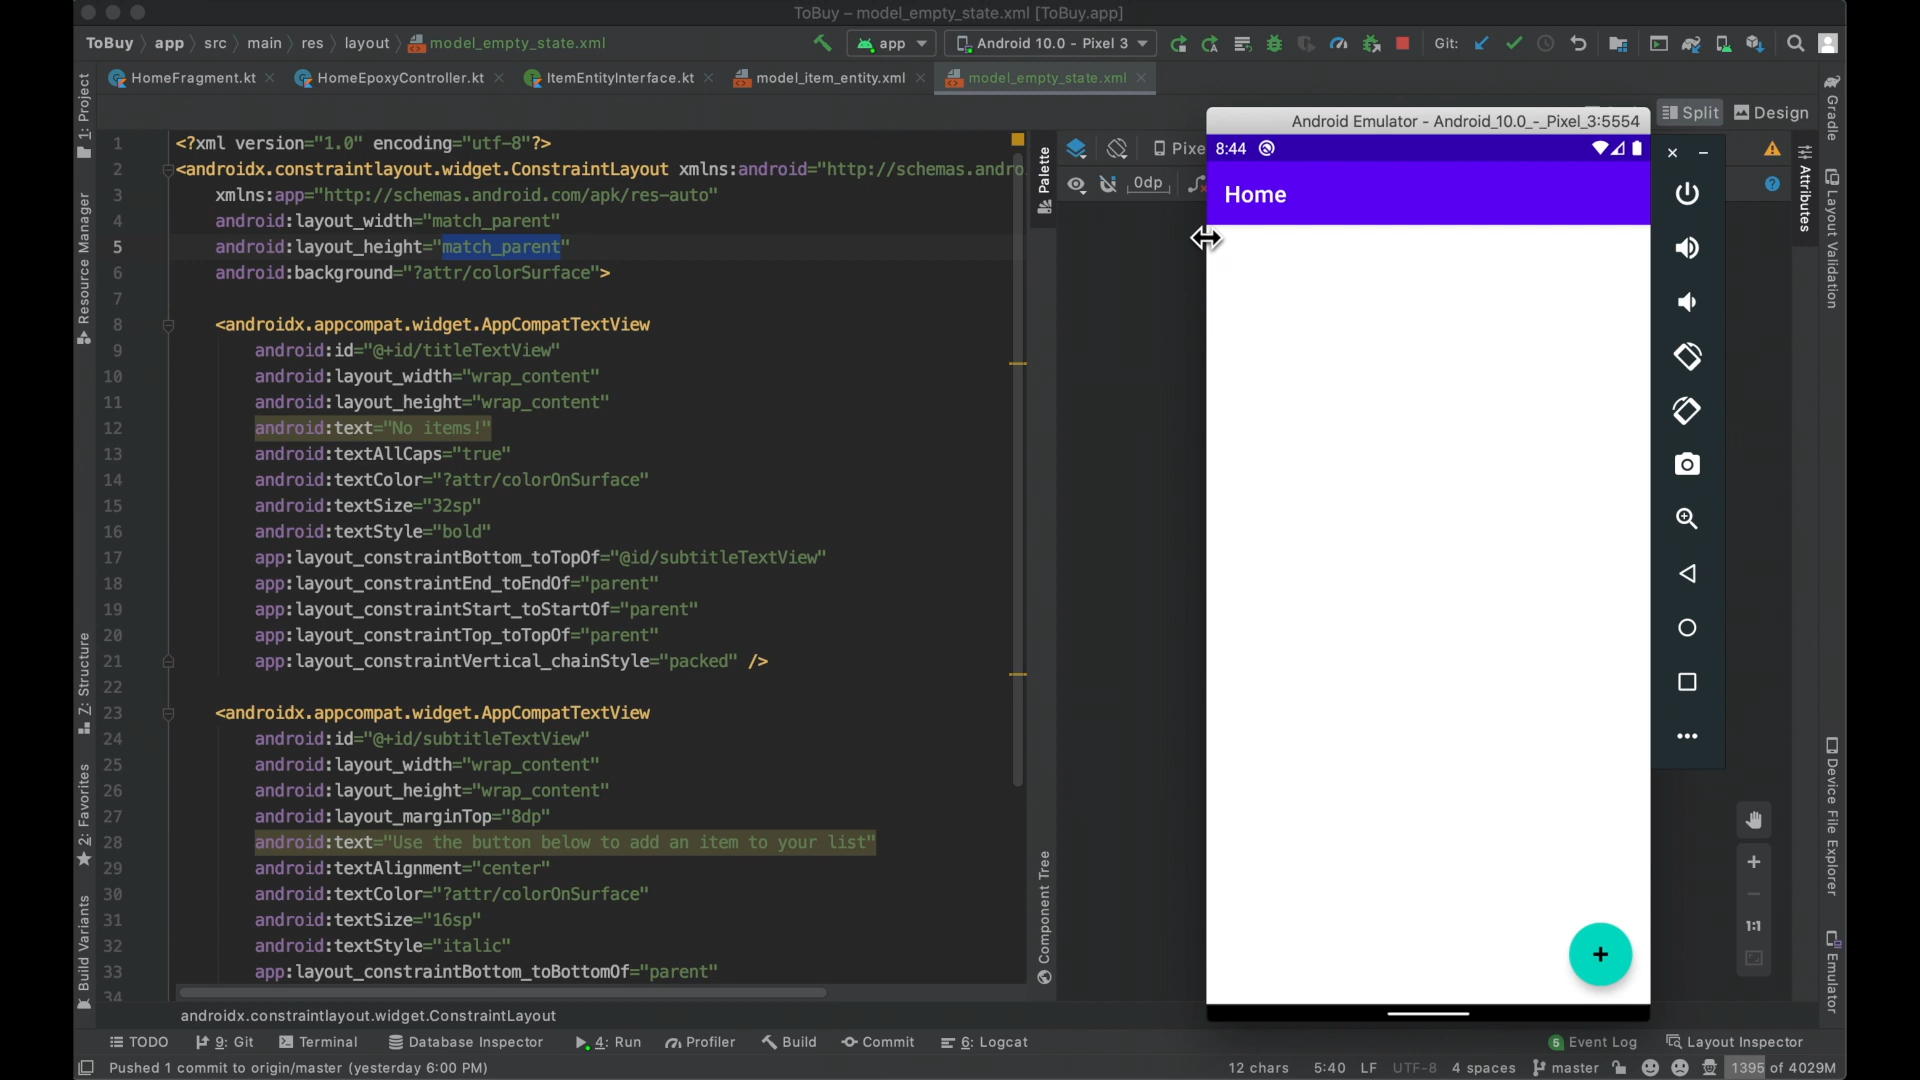 ToBuy – model_empty_state.xml [ToBuy.app]
ToBuy app src main res layout model_empty_state.xml
app Android 10.0 - Pixel 3 Git:
HomeFragment.kt HomeEpoxyController.kt ItemEntityInterface.kt model_item_entity.xml model_empty_state.xml
Split Design
Android Emulator - Android_10.0_-_Pixel_3:5554
1 <?xml version="1.0" encoding="utf-8"?>
2 <androidx.constraintlayout.widget.ConstraintLayout xmlns:android="http://schemas.andro
3 xmlns:app="http://schemas.android.com/apk/res-auto"
4 android:layout_width="match_parent"
5 android:layout_height="match_parent"
6 android:background="?attr/colorSurface">
7
8 <androidx.appcompat.widget.AppCompatTextView
9 android:id="@+id/titleTextView"
10 android:layout_width="wrap_content"
11 android:layout_height="wrap_content"
12 android:text="No items!"
13 android:textAllCaps="true"
14 android:textColor="?attr/colorOnSurface"
15 android:textSize="32sp"
16 android:textStyle="bold"
17 app:layout_constraintBottom_toTopOf="@id/subtitleTextView"
18 app:layout_constraintEnd_toEndOf="parent"
19 app:layout_constraintStart_toStartOf="parent"
20 app:layout_constraintTop_toTopOf="parent"
21 app:layout_constraintVertical_chainStyle="packed" />
22
23 <androidx.appcompat.widget.AppCompatTextView
24 android:id="@+id/subtitleTextView"
25 android:layout_width="wrap_content"
26 android:layout_height="wrap_content"
27 android:layout_marginTop="8dp"
28 android:text="Use the button below to add an item to your list"
29 android:textAlignment="center"
30 android:textColor="?attr/colorOnSurface"
31 android:textSize="16sp"
32 android:textStyle="italic"
33 app:layout_constraintBottom_toBottomOf="parent"
34
androidx.constraintlayout.widget.ConstraintLayout
1: Project
Resource Manager
Z: Structure
2: Favorites
Build Variants
Palette
Component Tree
Pixe
0dp
8:44
Home
+
1:1
Attributes
Gradle
Layout Validation
Device File Explorer
Emulator
TODO 9: Git Terminal Database Inspector 4: Run Profiler Build Commit 6: Logcat 5 Event Log Layout Inspector
Pushed 1 commit to origin/master (yesterday 6:00 PM) 12 chars 5:40 LF UTF-8 4 spaces master 1395 of 4029M